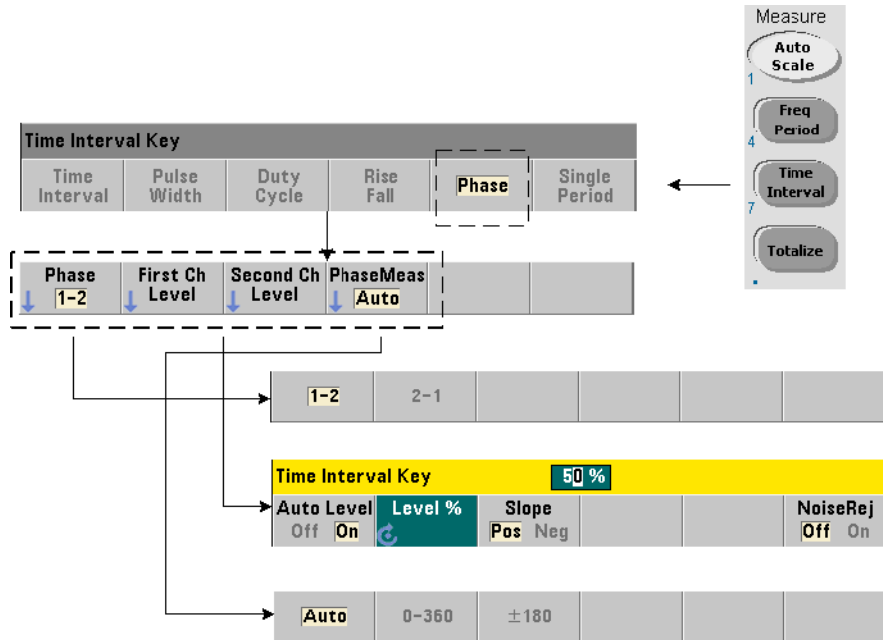 Measure
Auto
Scale
1
Freq
Period
4
Time
Interval
7
Totalize
.
Time Interval Key
Time Interval
Pulse Width
Duty Cycle
Rise Fall
Phase
Single Period
Phase 1-2
First Ch Level
Second Ch Level
PhaseMeas Auto
1-2 2-1
Time Interval Key 50 %
Auto Level Off On
Level %
Slope Pos Neg
NoiseRej Off On
Auto 0-360 ±180